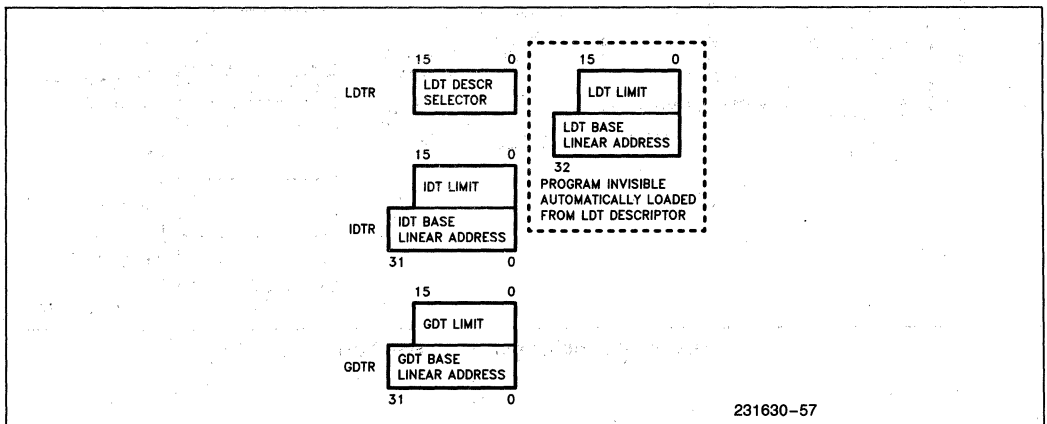 15 0
LDTR
LDT DESCR
SELECTOR
15 0
LDT LIMIT
LDT BASE
LINEAR ADDRESS
32
PROGRAM INVISIBLE
AUTOMATICALLY LOADED
FROM LDT DESCRIPTOR
15 0
IDT LIMIT
IDTR
IDT BASE
LINEAR ADDRESS
31 0
15 0
GDT LIMIT
GDTR
GDT BASE
LINEAR ADDRESS
31 0
231630-57